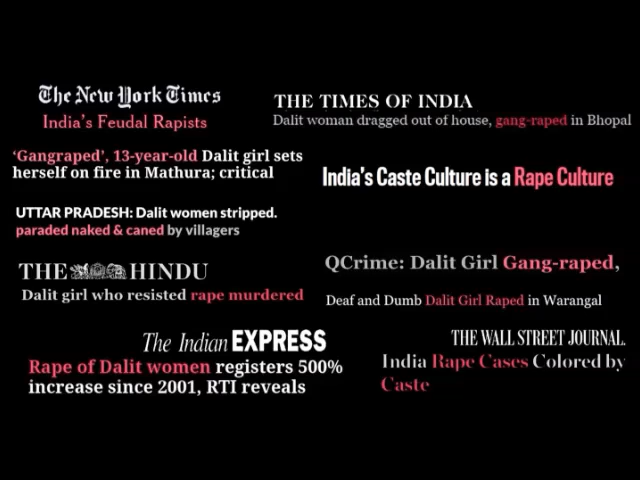 The New York Times
India's Feudal Rapists
THE TIMES OF INDIA
Dalit woman dragged out of house, gang-raped in Bhopal
'Gangraped', 13-year-old Dalit girl sets
herself on fire in Mathura; critical
India's Caste Culture is a Rape Culture
UTTAR PRADESH: Dalit women stripped.
paraded naked & caned by villagers
THE HINDU
Dalit girl who resisted rape murdered
QCrime: Dalit Girl Gang-raped,
Deaf and Dumb Dalit Girl Raped in Warangal
The Indian EXPRESS
Rape of Dalit women registers 500%
increase since 2001, RTI reveals
THE WALL STREET JOURNAL.
India Rape Cases Colored by
Caste